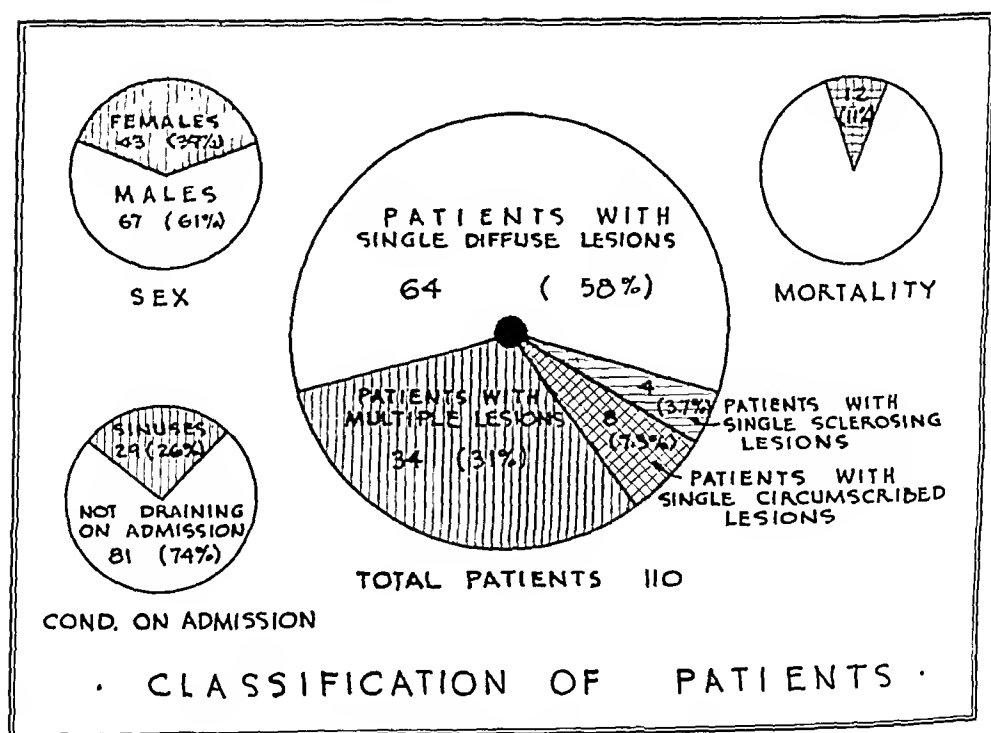 FEMALES
43 (39%)
MALES
67 (61%)
SEX
12
(11%)
MORTALITY
PATIENTS WITH
SINGLE DIFFUSE LESIONS
64 (58%)
PATIENTS WITH
MULTIPLE LESIONS
34 (31%)
4
(3.7%)
PATIENTS WITH
SINGLE SCLEROSING
LESIONS
8
(7.3%)
PATIENTS WITH
SINGLE CIRCUMSCRIBED
LESIONS
SINUSES
29 (26%)
NOT DRAINING
ON ADMISSION
81 (74%)
COND. ON ADMISSION
TOTAL PATIENTS 110
· CLASSIFICATION OF PATIENTS ·